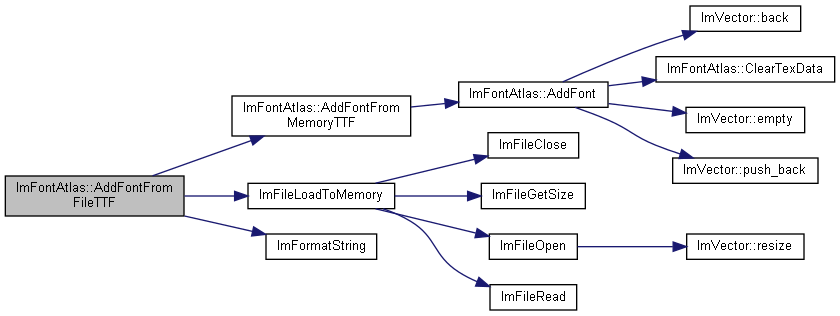 ImVector::back
ImFontAtlas::ClearTexData
ImFontAtlas::AddFont
ImFontAtlas::AddFontFrom
MemoryTTF
ImVector::empty
ImFileClose
ImVector::push_back
ImFontAtlas::AddFontFrom
FileTTF
ImFileLoadToMemory
ImFileGetSize
ImFormatString
ImFileOpen
ImVector::resize
ImFileRead